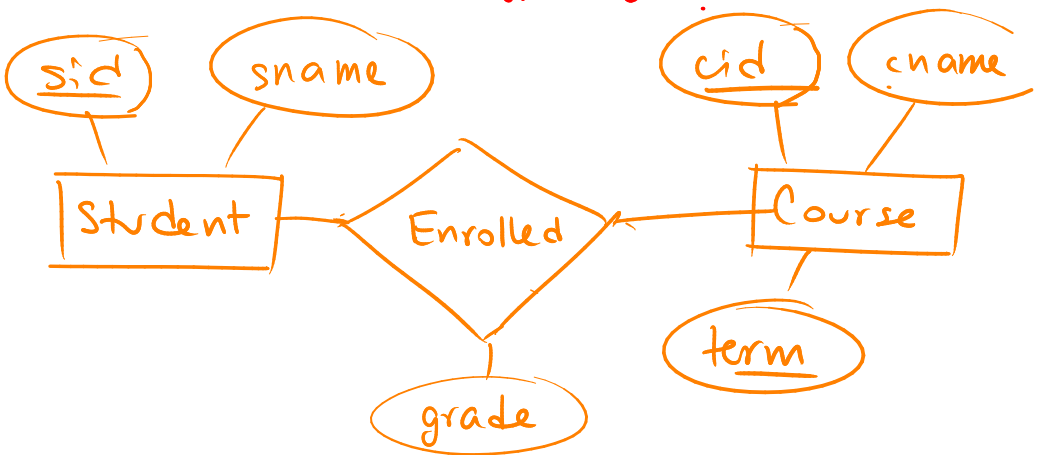 sid
sname
cid
cname
Student
Enrolled
Course
term
grade